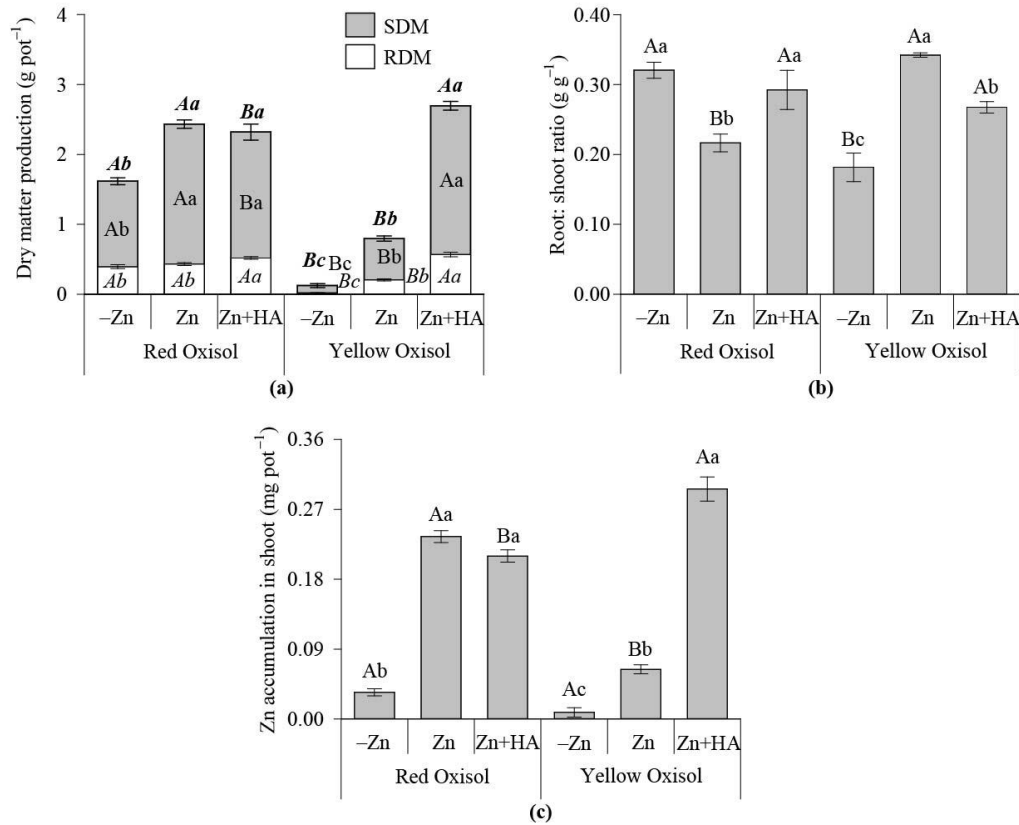 Dry matter production (g pot⁻¹)
4
3
2
1
0
SDM
RDM
Ab
Aa
Ba
Bc
Bb
Aa
Ab
Aa
Ba
Bc
Bb
Aa
Ab
Ab
Aa
Bc
Bb
Aa
–Zn Zn Zn+HA –Zn Zn Zn+HA
Red Oxisol Yellow Oxisol
(a)
Root: shoot ratio (g g⁻¹)
0.40
0.30
0.20
0.10
0.00
Aa Bb Aa Bc Aa Ab
–Zn Zn Zn+HA –Zn Zn Zn+HA
Red Oxisol Yellow Oxisol
(b)
Zn accumulation in shoot (mg pot⁻¹)
0.36
0.27
0.18
0.09
0.00
Ab Aa Ba Ac Bb Aa
–Zn Zn Zn+HA –Zn Zn Zn+HA
Red Oxisol Yellow Oxisol
(c)